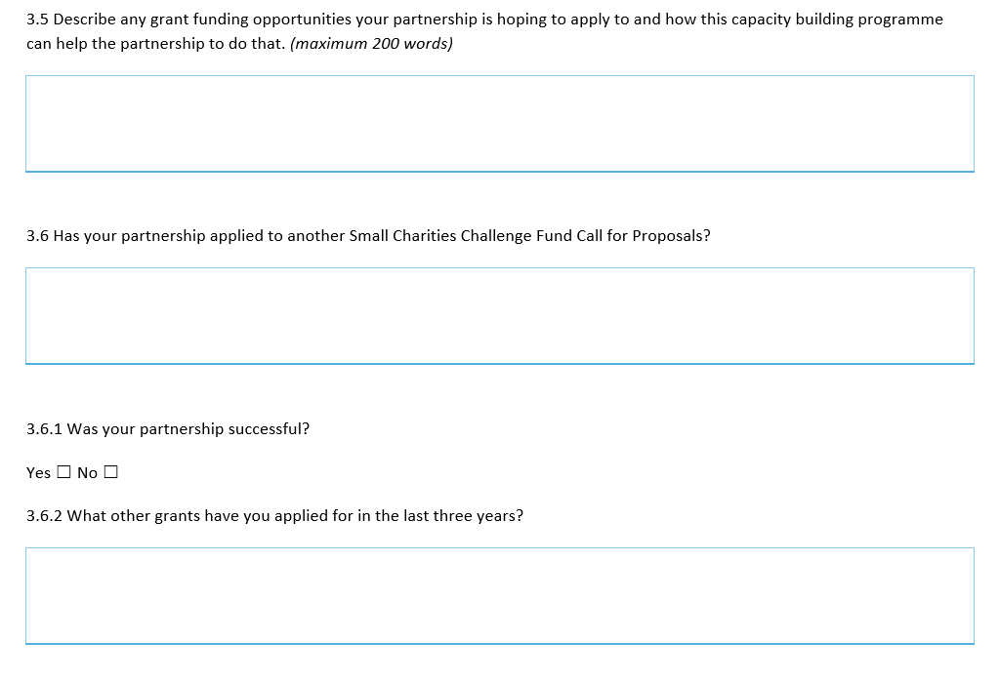 3.5 Describe any grant funding opportunities your partnership is hoping to apply to and how this capacity building programme
can help the partnership to do that. (maximum 200 words)
3.6 Has your partnership applied to another Small Charities Challenge Fund Call for Proposals?
3.6.1 Was your partnership successful?
Yes ☐ No ☐
3.6.2 What other grants have you applied for in the last three years?